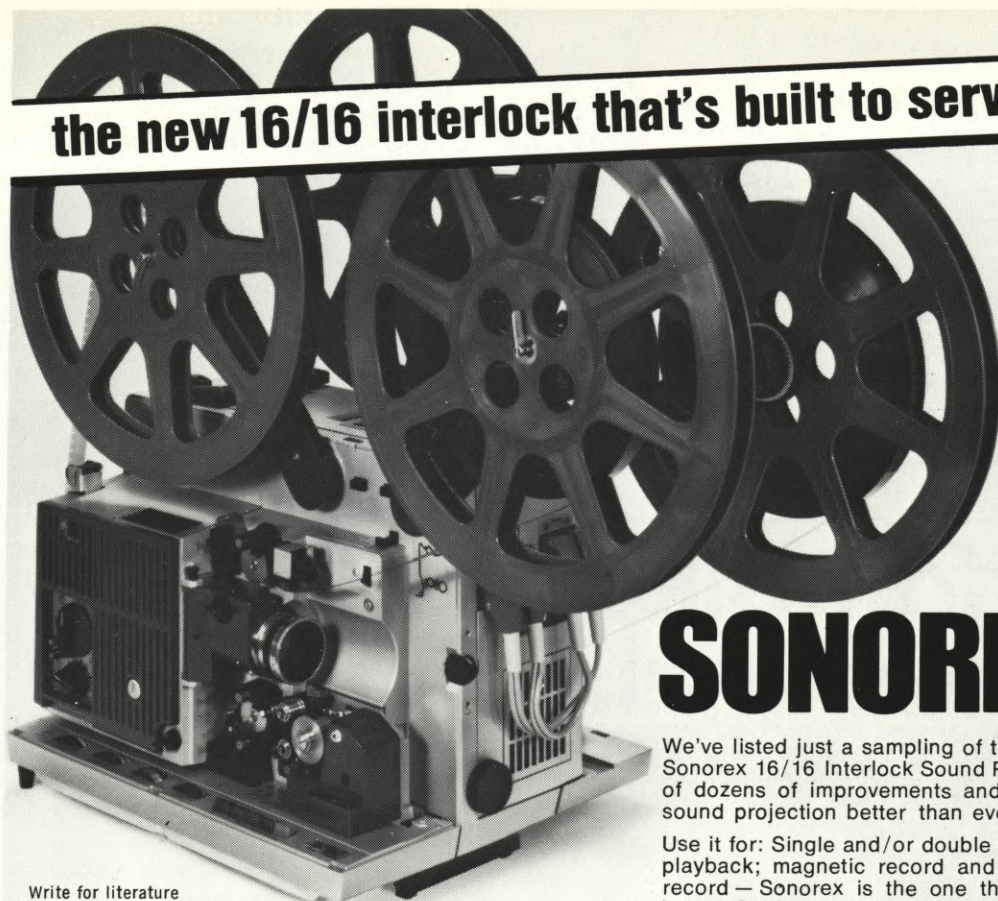 the new 16/16 interlock that's built to serv
SONOR
We've listed just a sampling of t
Sonorex 16/16 Interlock Sound
of dozens of improvements and
sound projection better than ev
Use it for: Single and/or double
playback; magnetic record and
record — Sonorex is the one th
Write for literature